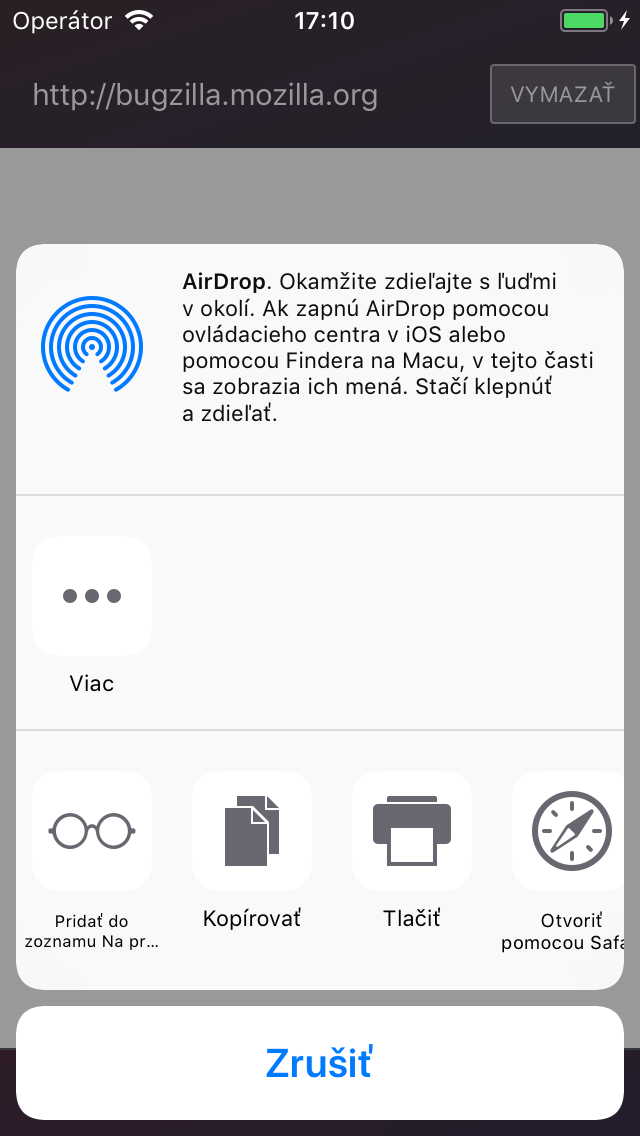 Operátor 17:10
http://bugzilla.mozilla.org VYMAZAŤ
AirDrop. Okamžite zdieľajte s ľuďmi
v okolí. Ak zapnú AirDrop pomocou
ovládacieho centra v iOS alebo
pomocou Findera na Macu, v tejto časti
sa zobrazia ich mená. Stačí klepnúť
a zdieľať.
Viac
Pridať do
zoznamu Na pr...
Kopírovať
Tlačiť
Otvoriť
pomocou Safa
Zrušiť